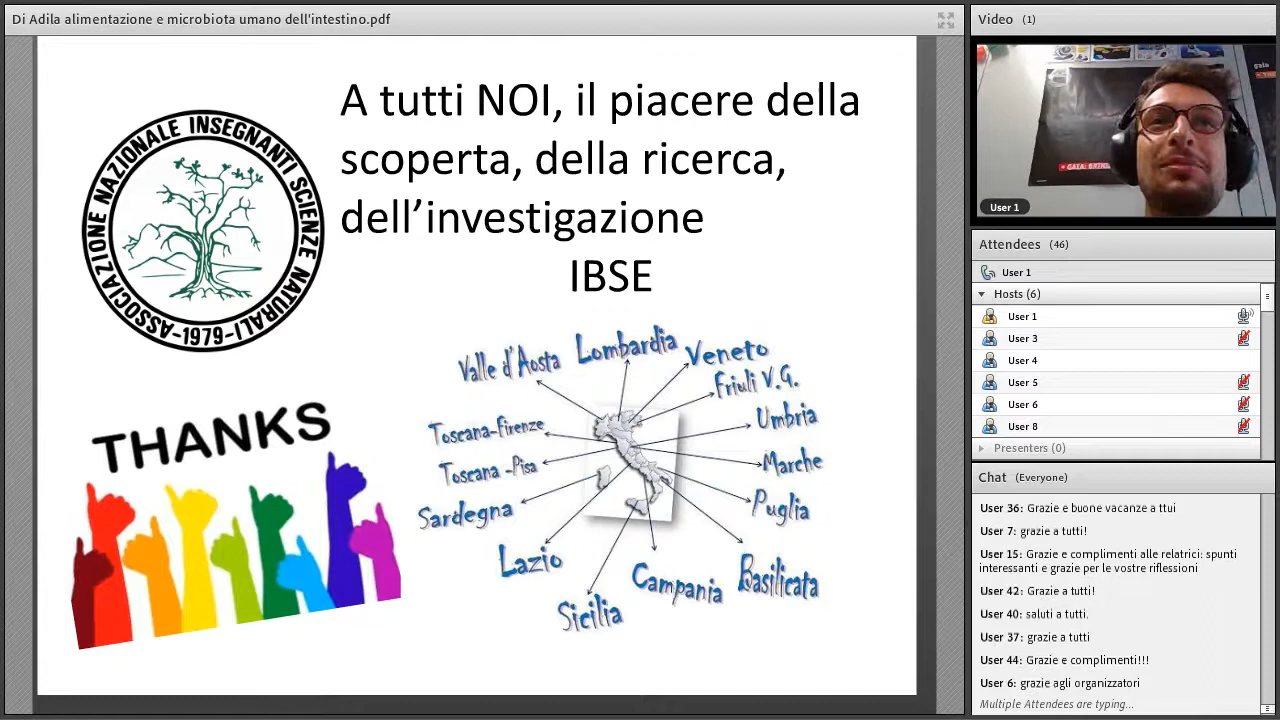 Di Adila alimentazione e microbiota umano dell'intestino.pdf
A tutti NOI, il piacere della
scoperta, della ricerca,
dell’investigazione
IBSE
ASSOCIAZIONE NAZIONALE INSEGNANTI SCIENZE NATURALI
-1979-
THANKS
Valle d'Aosta
Lombardia
Veneto
Friuli V.G.
Toscana-Firenze
Umbria
Toscana -Pisa
Marche
Sardegna
Puglia
Lazio
Campania
Basilicata
Sicilia
Video (1)
gaia
User 1
Attendees (46)
User 1
Hosts (6)
User 1
User 3
User 4
User 5
User 6
User 8
Presenters (0)
Chat (Everyone)
User 36: Grazie e buone vacanze a ttui
User 7: grazie a tutti!
User 15: Grazie e complimenti alle relatrici: spunti
interessanti e grazie per le vostre riflessioni
User 42: Grazie a tutti!
User 40: saluti a tutti.
User 37: grazie a tutti
User 44: Grazie e complimenti!!!
User 6: grazie agli organizzatori
Multiple Attendees are typing...